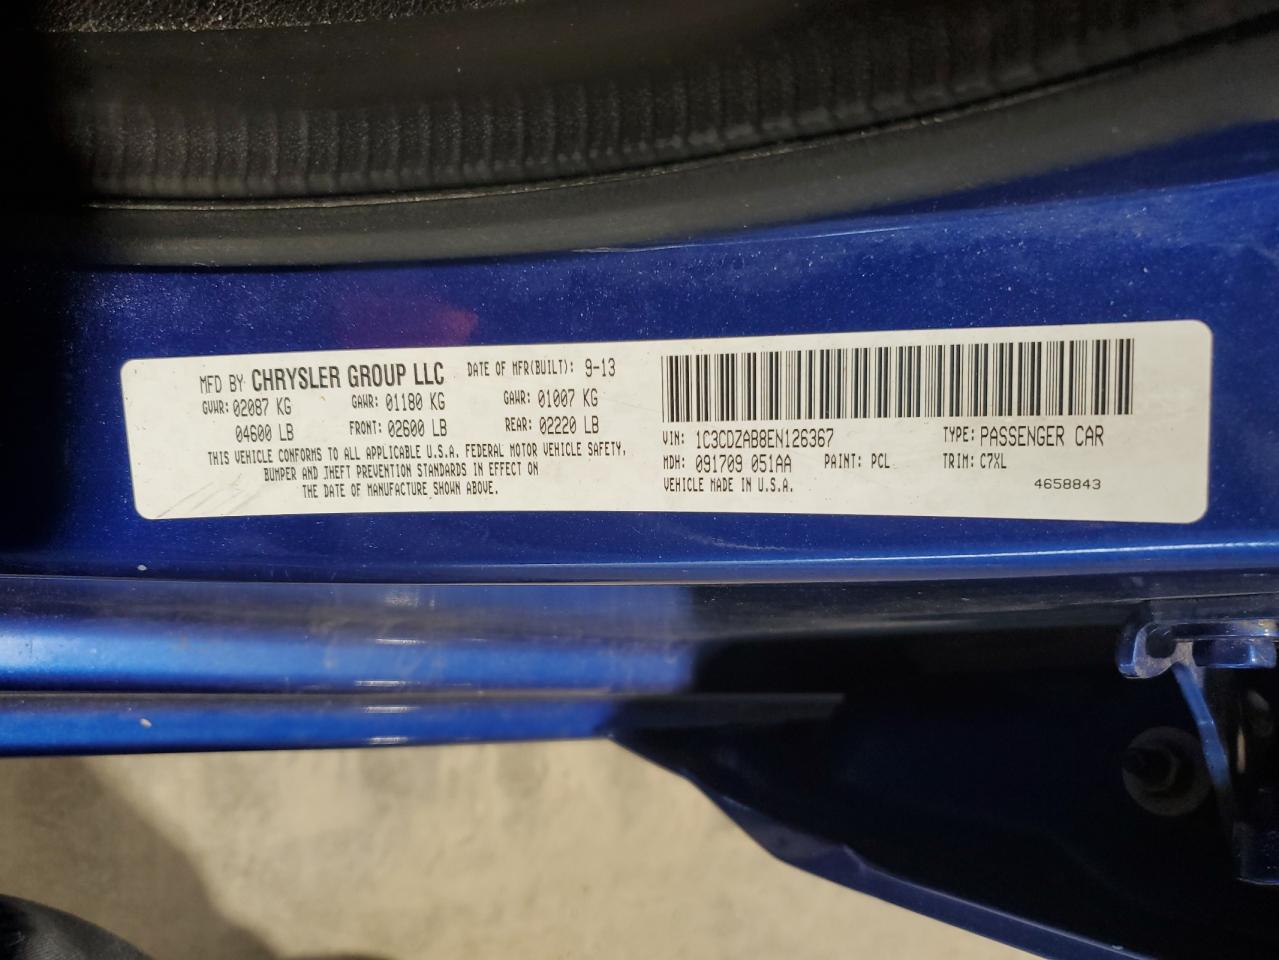 MFD BY CHRYSLER GROUP LLC DATE OF MFR(BUILT): 9-13
GVWR: 02087 KG GAWR: 01180 KG GAWR: 01007 KG
04600 LB FRONT: 02600 LB REAR: 02220 LB
THIS VEHICLE CONFORMS TO ALL APPLICABLE U.S.A. FEDERAL MOTOR VEHICLE SAFETY,
BUMPER AND THEFT PREVENTION STANDARDS IN EFFECT ON
THE DATE OF MANUFACTURE SHOWN ABOVE.
VIN: 1C3CDZAB8EN126367 TYPE: PASSENGER CAR
MDH: 091709 051AA PAINT: PCL TRIM: C7XL
VEHICLE MADE IN U.S.A. 4658843